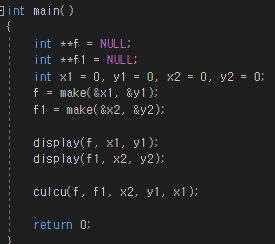 int main()
{
int **f = NULL;
int **f1 = NULL;
int x1 = 0, y1 = 0, x2 = 0, y2 = 0;
f = make(&x1, &y1);
f1 = make(&x2, &y2);
display(f, x1, y1);
display(f1, x2, y2);
culcu(f, f1, x2, y1, x1);
return 0;
}